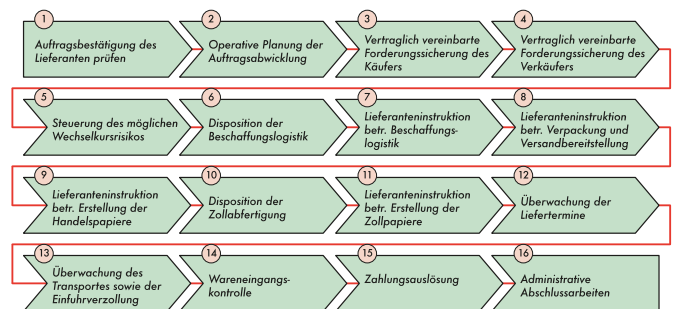 1
Auftragsbestätigung des
Lieferanten prüfen
2
Operative Planung der
Auftragsabwicklung
3
Vertraglich vereinbarte
Forderungssicherung des
Käufers
4
Vertraglich vereinbarte
Forderungssicherung des
Verkäufers
5
Steuerung des möglichen
Wechselkursrisikos
6
Disposition der
Beschaffungslogistik
7
Lieferanteninstruktion
betr. Beschaffungs-
logistik
8
Lieferanteninstruktion
betr. Verpackung und
Versandbereitstellung
9
Lieferanteninstruktion
betr. Erstellung der
Handelspapiere
10
Disposition der
Zollabfertigung
11
Lieferanteninstruktion
betr. Erstellung der
Zollpapiere
12
Überwachung der
Liefertermine
13
Überwachung des
Transportes sowie der
Einfuhrverzollung
14
Wareneingangs-
kontrolle
15
Zahlungsauslösung
16
Administrative
Abschlussarbeiten